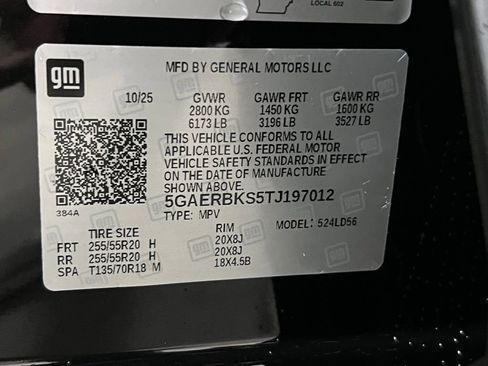 LOCAL 602
gm
MFD BY GENERAL MOTORS LLC
10/25 GVWR GAWR FRT GAWR RR
2800 KG 1450 KG 1600 KG
6173 LB 3196 LB 3527 LB
THIS VEHICLE CONFORMS TO ALL
APPLICABLE U.S. FEDERAL MOTOR
VEHICLE SAFETY STANDARDS IN EFFECT
ON THE DATE OF MANUFACTURE
SHOWN ABOVE.
5GAERBKS5TJ197012
384A
TYPE: MPV MODEL: 524LD56
TIRE SIZE RIM
FRT 255/55R20 H 20X8J
RR 255/55R20 H 20X8J
SPA T135/70R18 M 18X4.5B